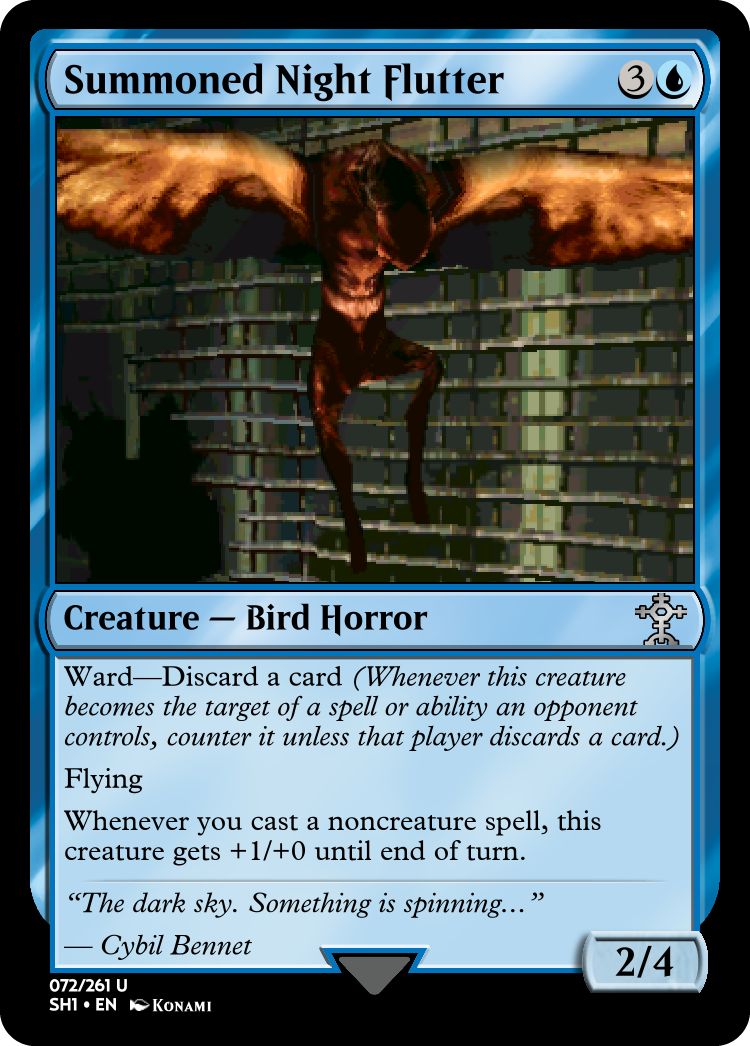 Summoned Night Flutter 3
Creature — Bird Horror
Ward—Discard a card (Whenever this creature
becomes the target of a spell or ability an opponent
controls, counter it unless that player discards a card.)
Flying
Whenever you cast a noncreature spell, this
creature gets +1/+0 until end of turn.
“The dark sky. Something is spinning…”
— Cybil Bennet
2/4
072/261 U
SH1 • EN KONAMI